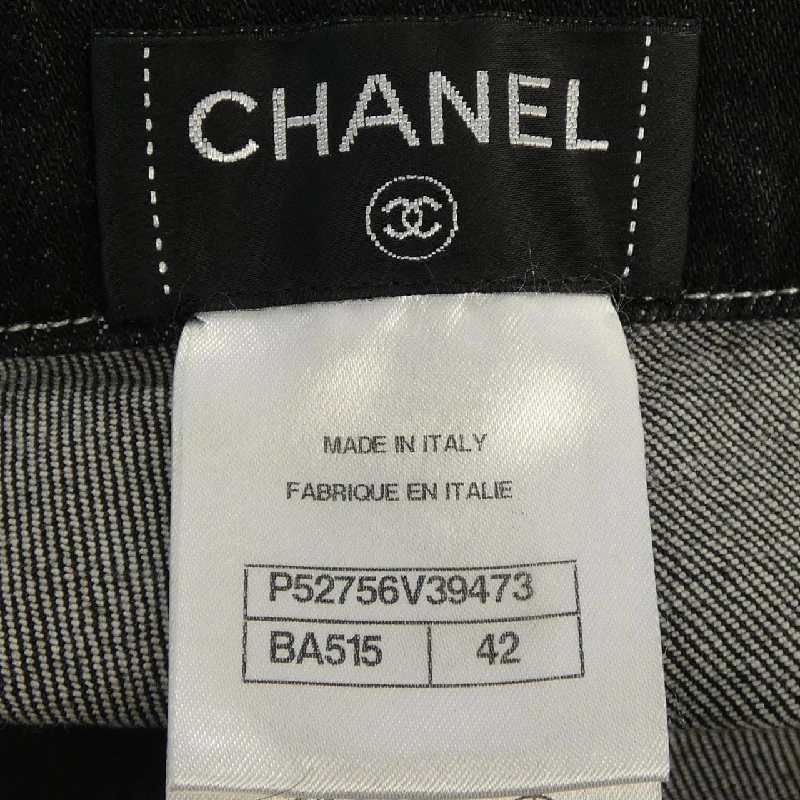 CHANEL
MADE IN ITALY
FABRIQUE EN ITALIE
P52756V39473
BA515 42